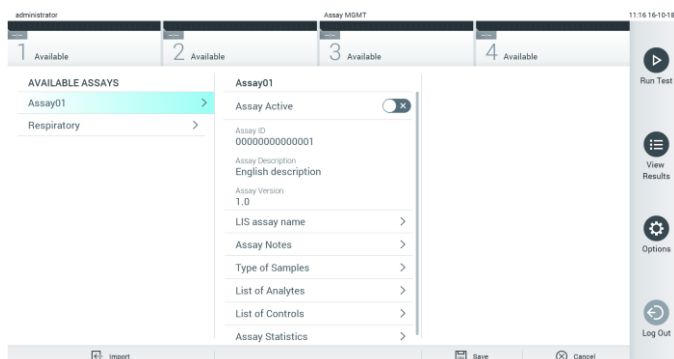 administrator Assay MGMT 11:16 16-10-18
--:-- --:-- --:-- --:--
1 Available 2 Available 3 Available 4 Available
AVAILABLE ASSAYS
Assay01
Respiratory
Assay01
Assay Active
Assay ID
00000000000001
Assay Description
English description
Assay Version
1.0
LIS assay name
Assay Notes
Type of Samples
List of Analytes
List of Controls
Assay Statistics
Run Test
View
Results
Options
Log Out
Import Save Cancel